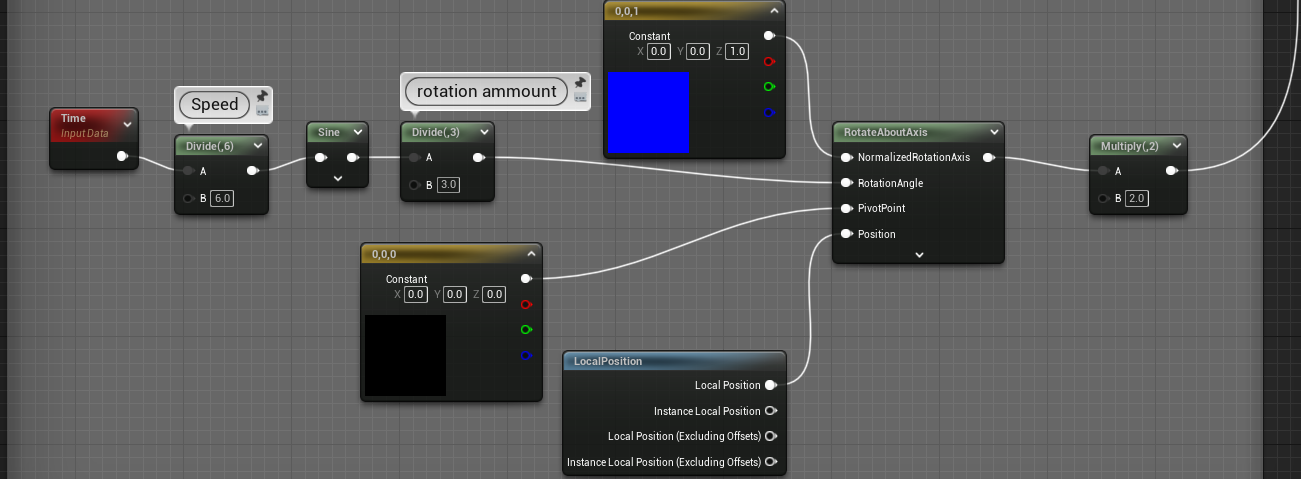 0,0,1
Constant
X 0.0 Y 0.0 Z 1.0
Speed
rotation ammount
Time
Input Data
Divide(,6)
A
B 6.0
Sine
Divide(,3)
A
B 3.0
RotateAboutAxis
NormalizedRotationAxis
RotationAngle
PivotPoint
Position
Multiply(,2)
A
B 2.0
0,0,0
Constant
X 0.0 Y 0.0 Z 0.0
LocalPosition
Local Position
Instance Local Position
Local Position (Excluding Offsets)
Instance Local Position (Excluding Offsets)